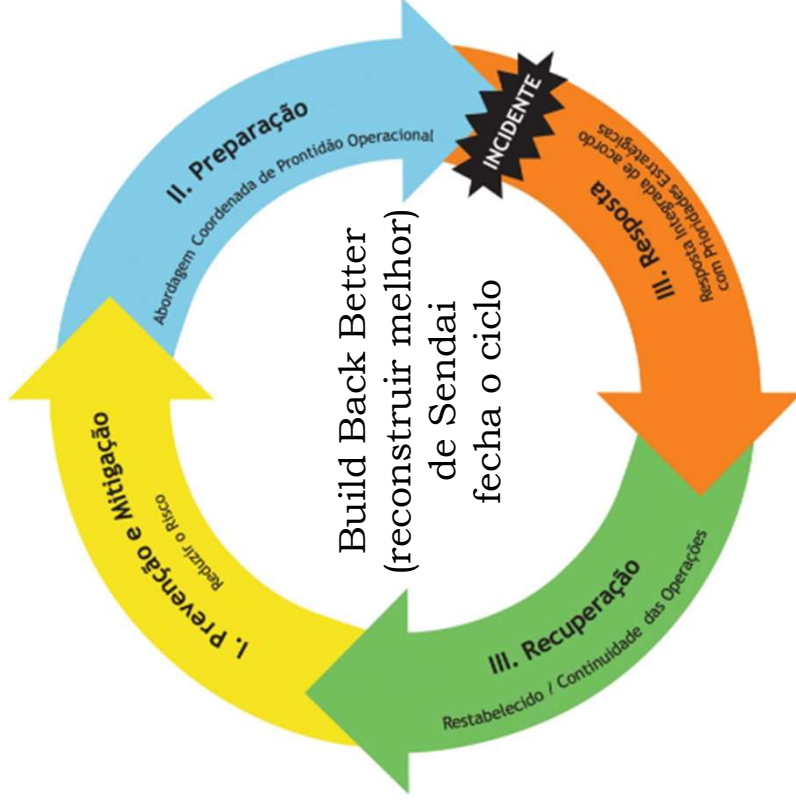 I. Prevenção e Mitigação
Reduzir o Risco
II. Preparação
Abordagem Coordenada de Prontidão Operacional
INCIDENTE
III. Resposta
Resposta Integrada de acordo
com Prioridades Estratégicas
III. Recuperação
Restabelecido / Continuidade das Operações
Build Back Better
(reconstruir melhor)
de Sendai
fecha o ciclo